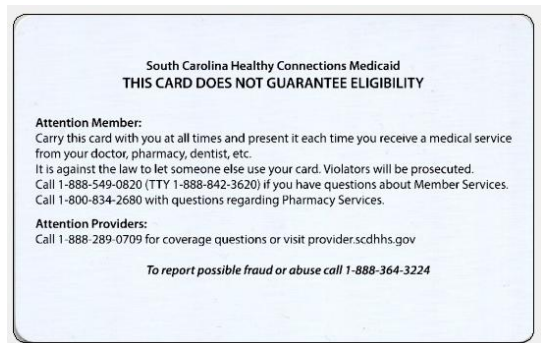 South Carolina Healthy Connections Medicaid
THIS CARD DOES NOT GUARANTEE ELIGIBILITY
Attention Member:
Carry this card with you at all times and present it each time you receive a medical service
from your doctor, pharmacy, dentist, etc.
It is against the law to let someone else use your card. Violators will be prosecuted.
Call 1-888-549-0820 (TTY 1-888-842-3620) if you have questions about Member Services.
Call 1-800-834-2680 with questions regarding Pharmacy Services.
Attention Providers:
Call 1-888-289-0709 for coverage questions or visit provider.scdhhs.gov
To report possible fraud or abuse call 1-888-364-3224